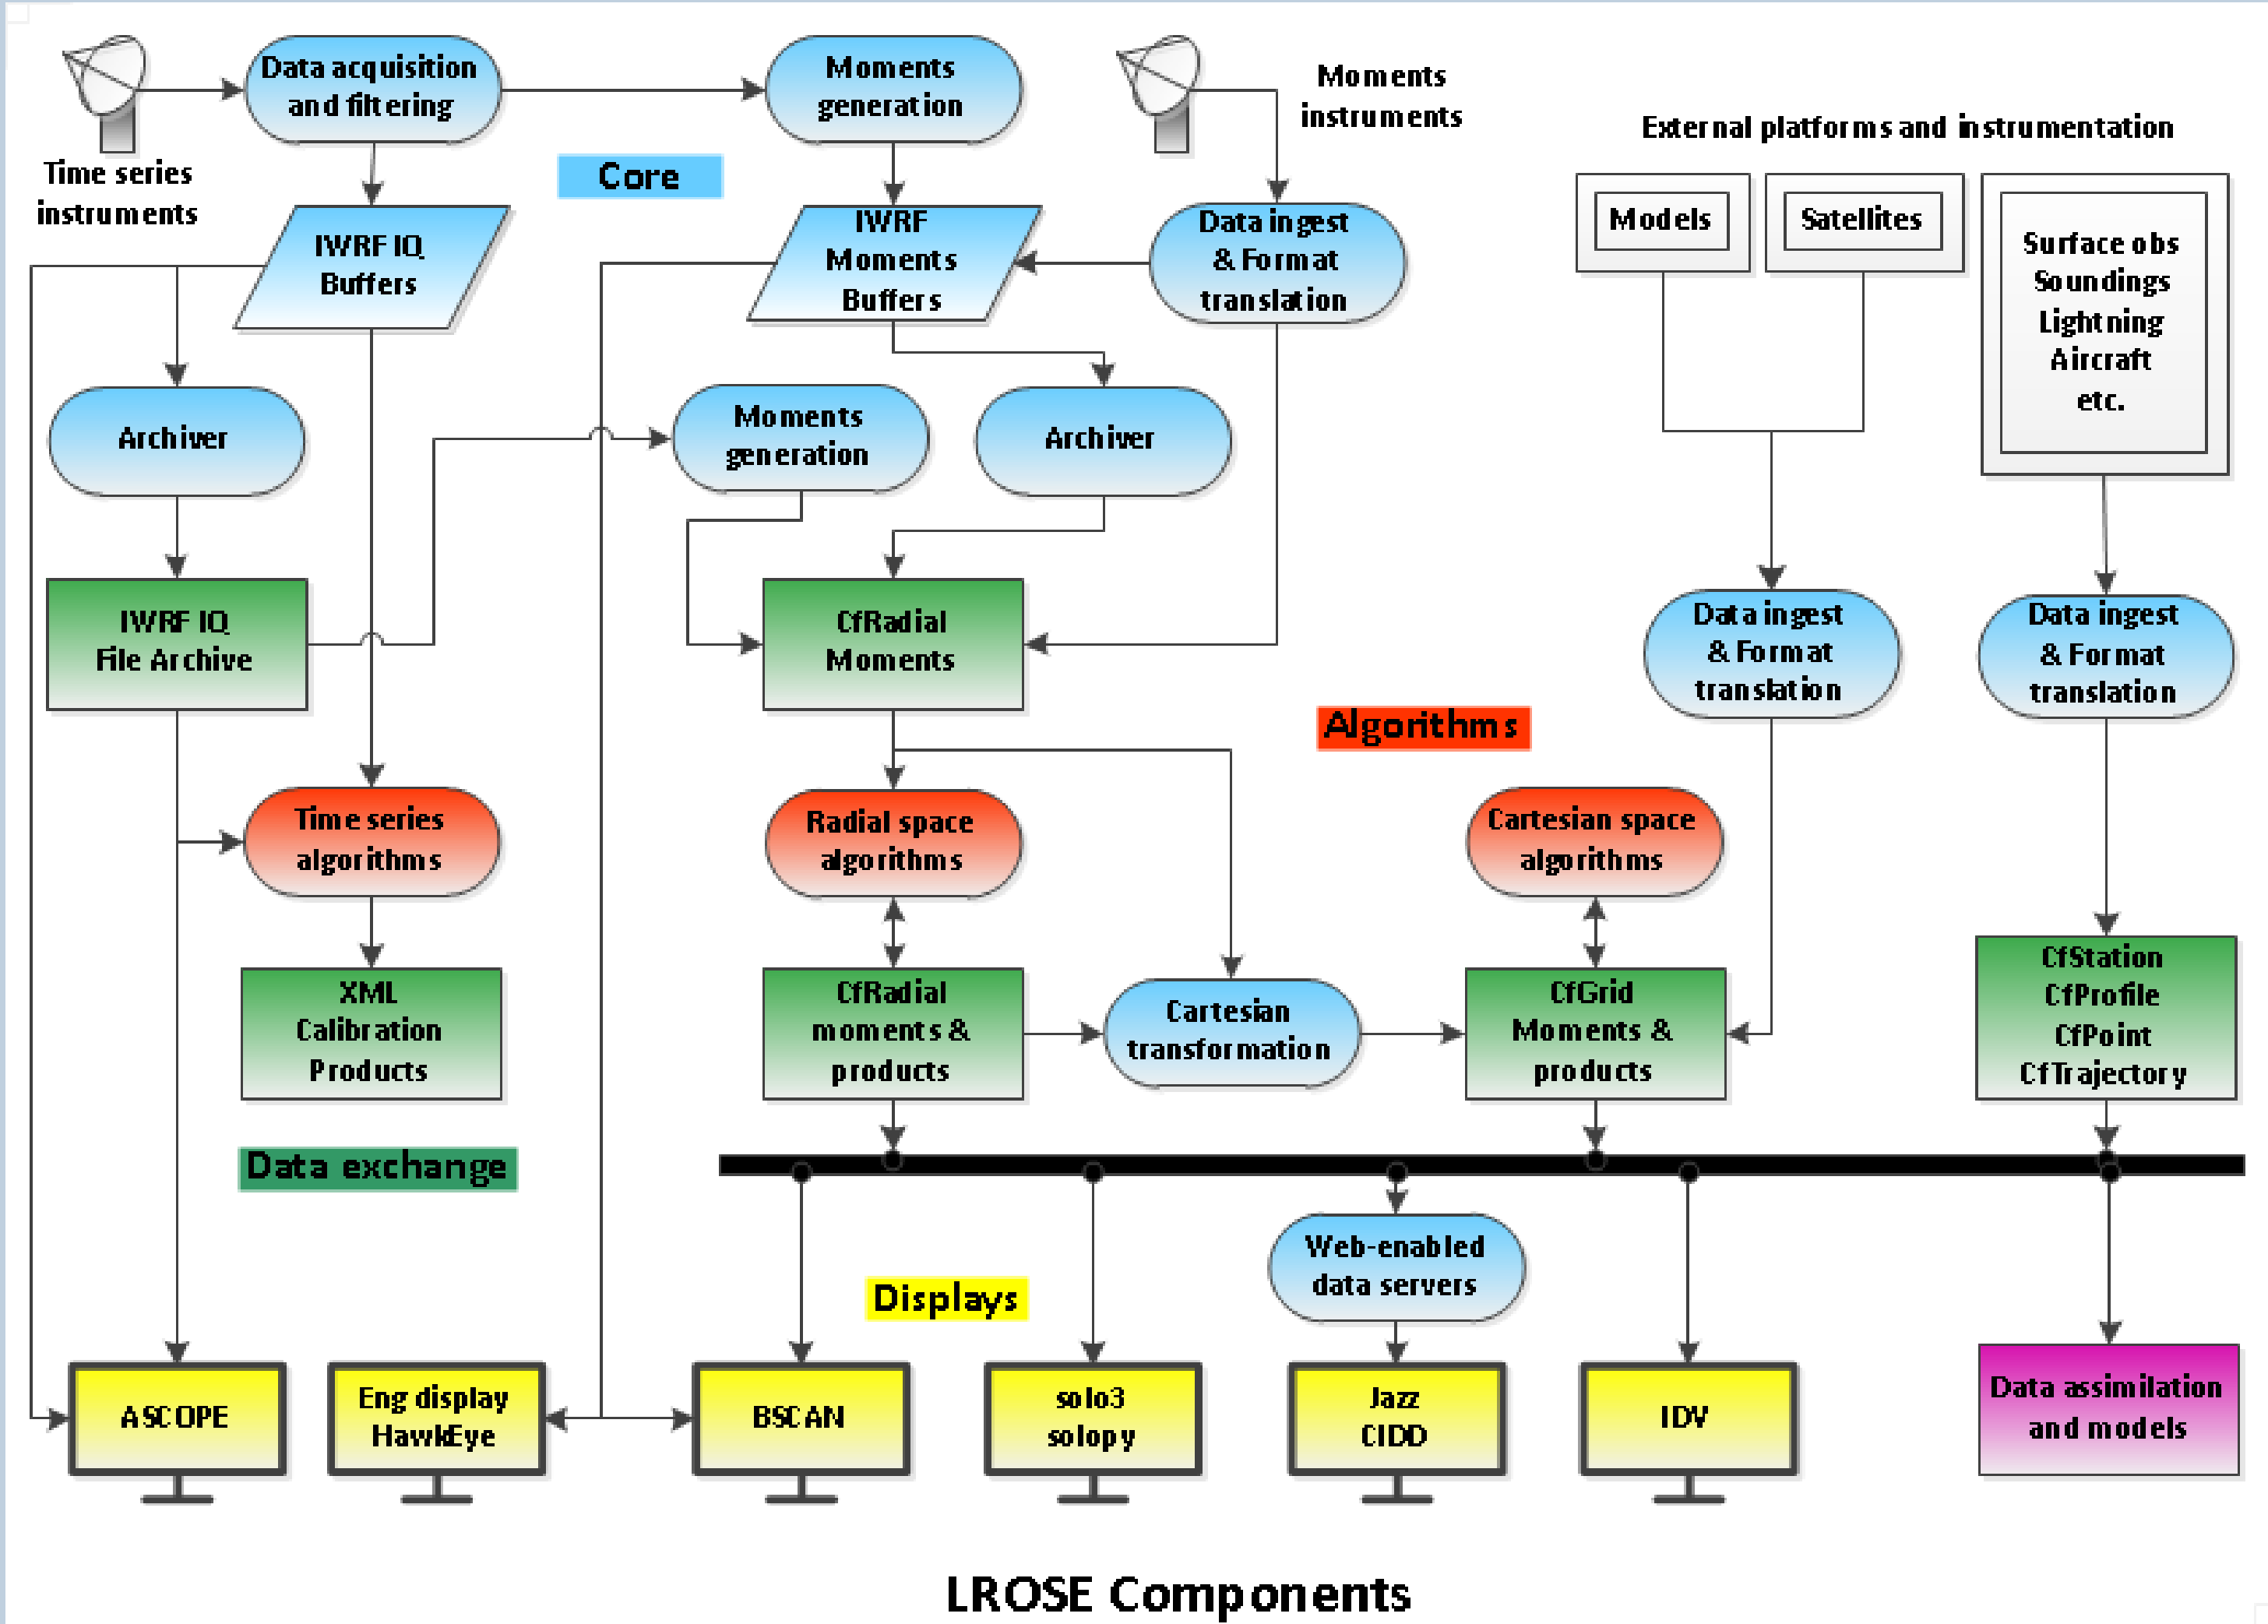 Data acquisition
and filtering
Moments
generation
Moments
instruments
External platforms and instrumentation
Time series
instruments
Core
IWRF IQ
Buffers
IWRF
Moments
Buffers
Data ingest
& Format
translation
Models
Satellites
Surface obs
Soundings
Lightning
Aircraft
etc.
Archiver
Moments
generation
Archiver
IWRF IQ
File Archive
CfRadial
Moments
Data ingest
& Format
translation
Data ingest
& Format
translation
Algorithms
Time series
algorithms
Radial space
algorithms
Cartesian space
algorithms
XML
Calibration
Products
CfRadial
moments &
products
Cartesian
transformation
CfGrid
Moments &
products
CfStation
CfProfile
CfPoint
CfTrajectory
Data exchange
Web-enabled
data servers
Displays
ASCOPE
Eng display
HawkEye
BSCAN
solo3
solopy
Jazz
CIDD
IDV
Data assimilation
and models
LROSE Components